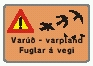 Varúð - varpland
Fuglar á vegi